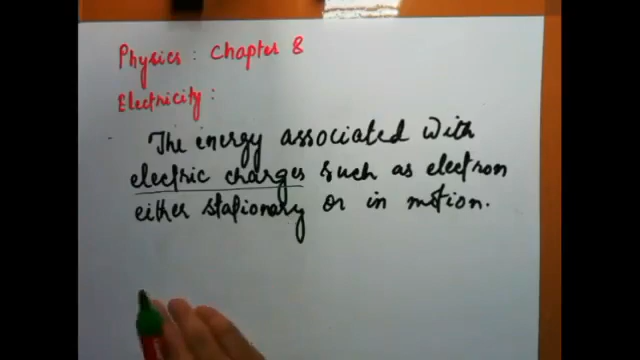 Physics : Chapter 8
Electricity :
The energy associated with
electric charges such as electron
either stationary or in motion.